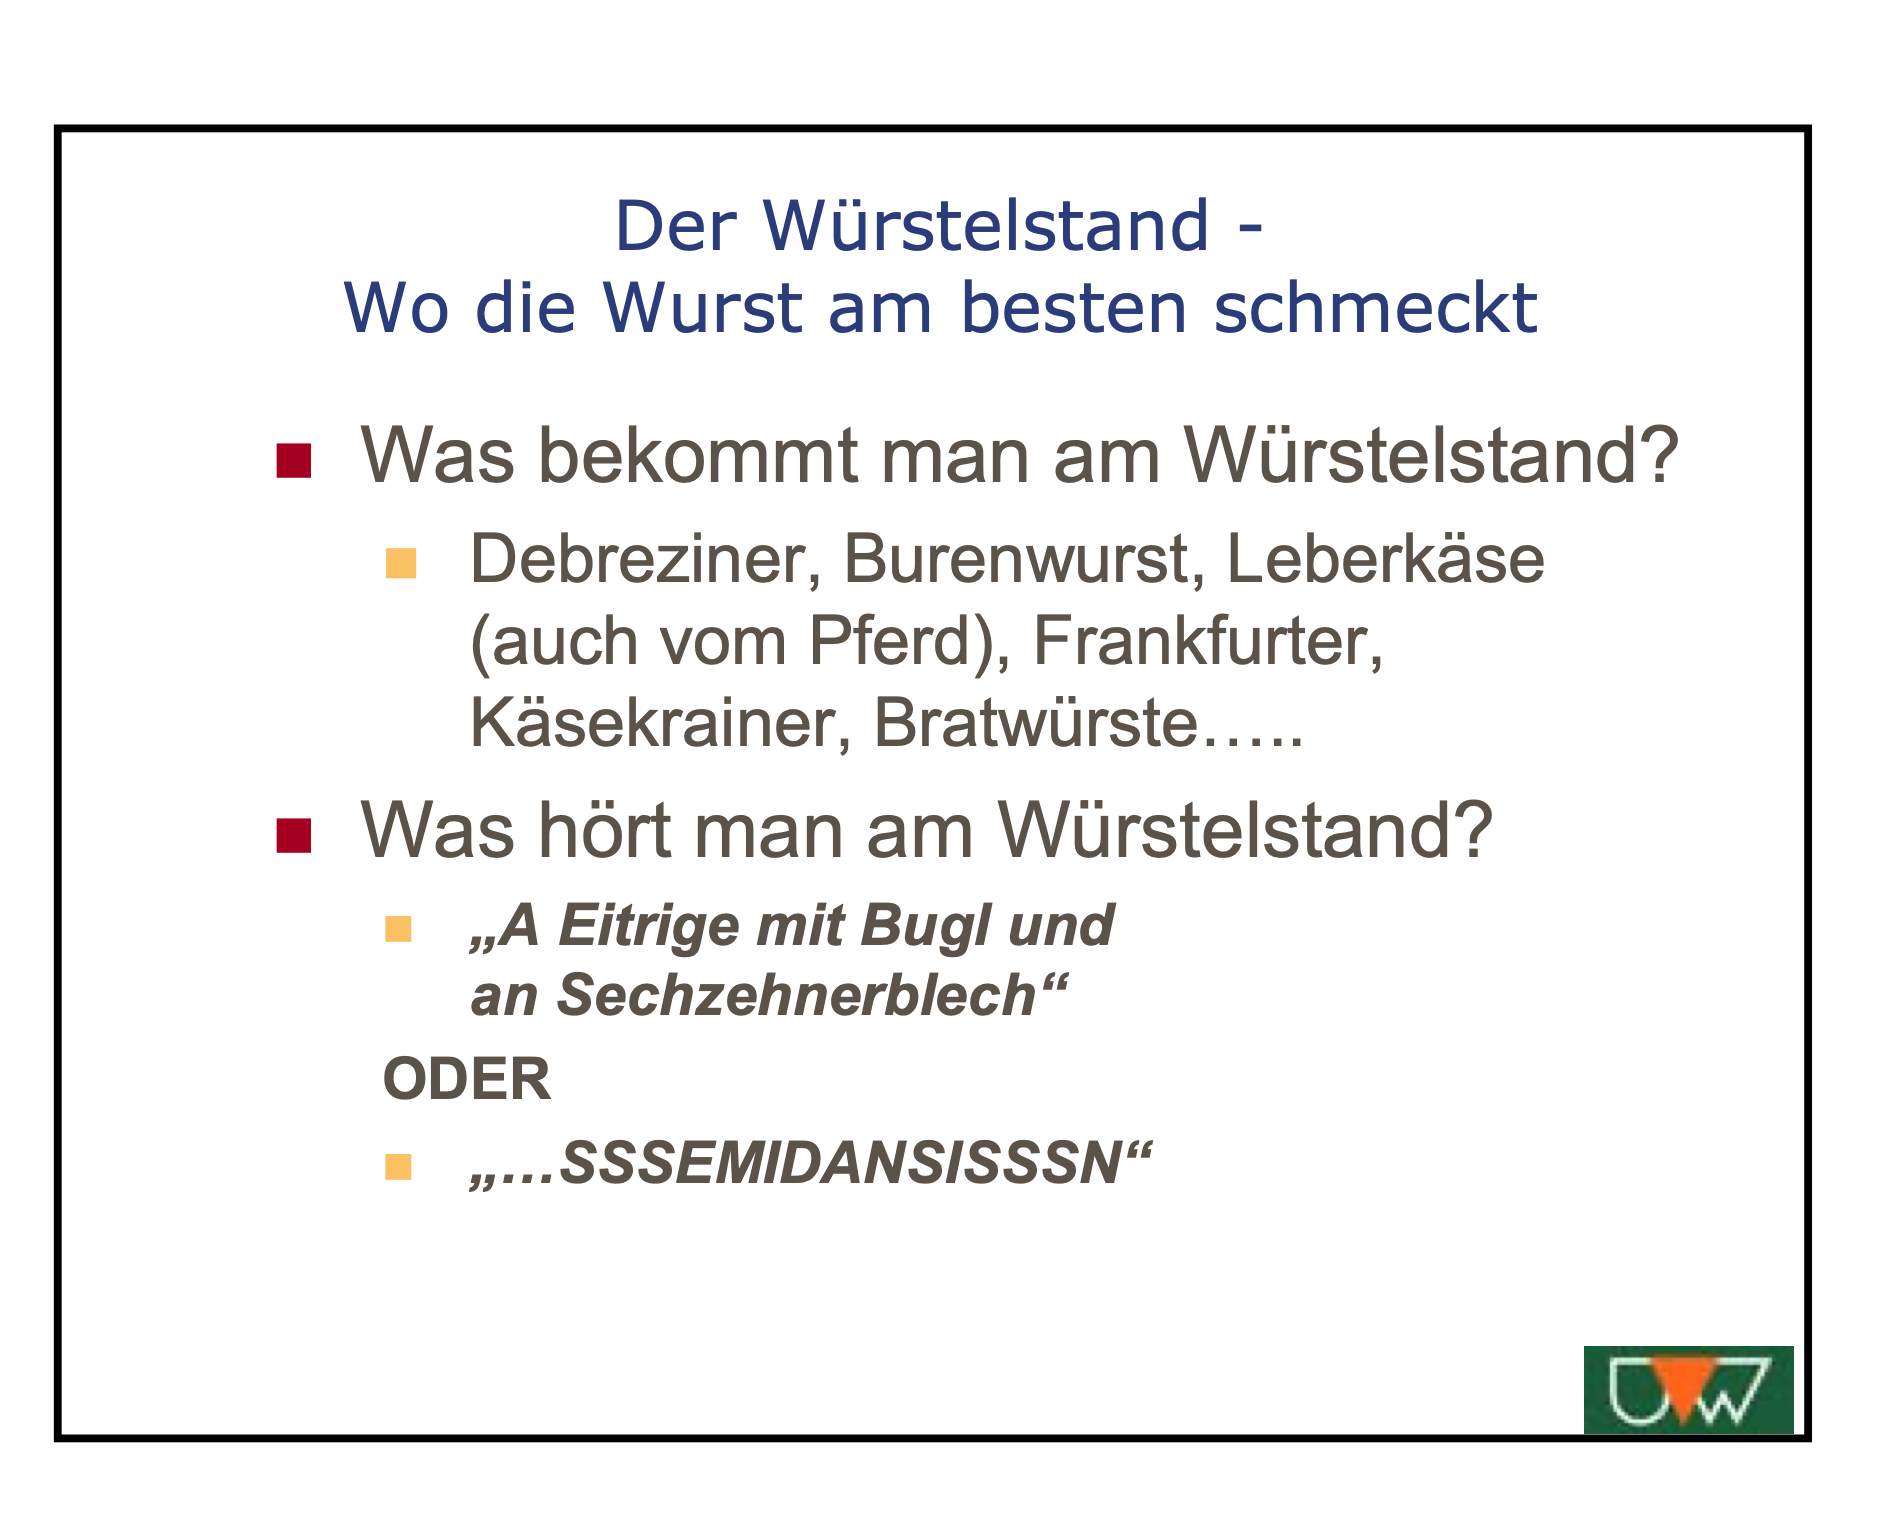 Der Würstelstand -
Wo die Wurst am besten schmeckt
Was bekommt man am Würstelstand?
Debreziner, Burenwurst, Leberkäse
(auch vom Pferd), Frankfurter,
Käsekrainer, Bratwürste…..
Was hört man am Würstelstand?
„A Eitrige mit Bugl und
an Sechzehnerblech“
ODER
„…SSSEMIDANSISSSN“
UVW